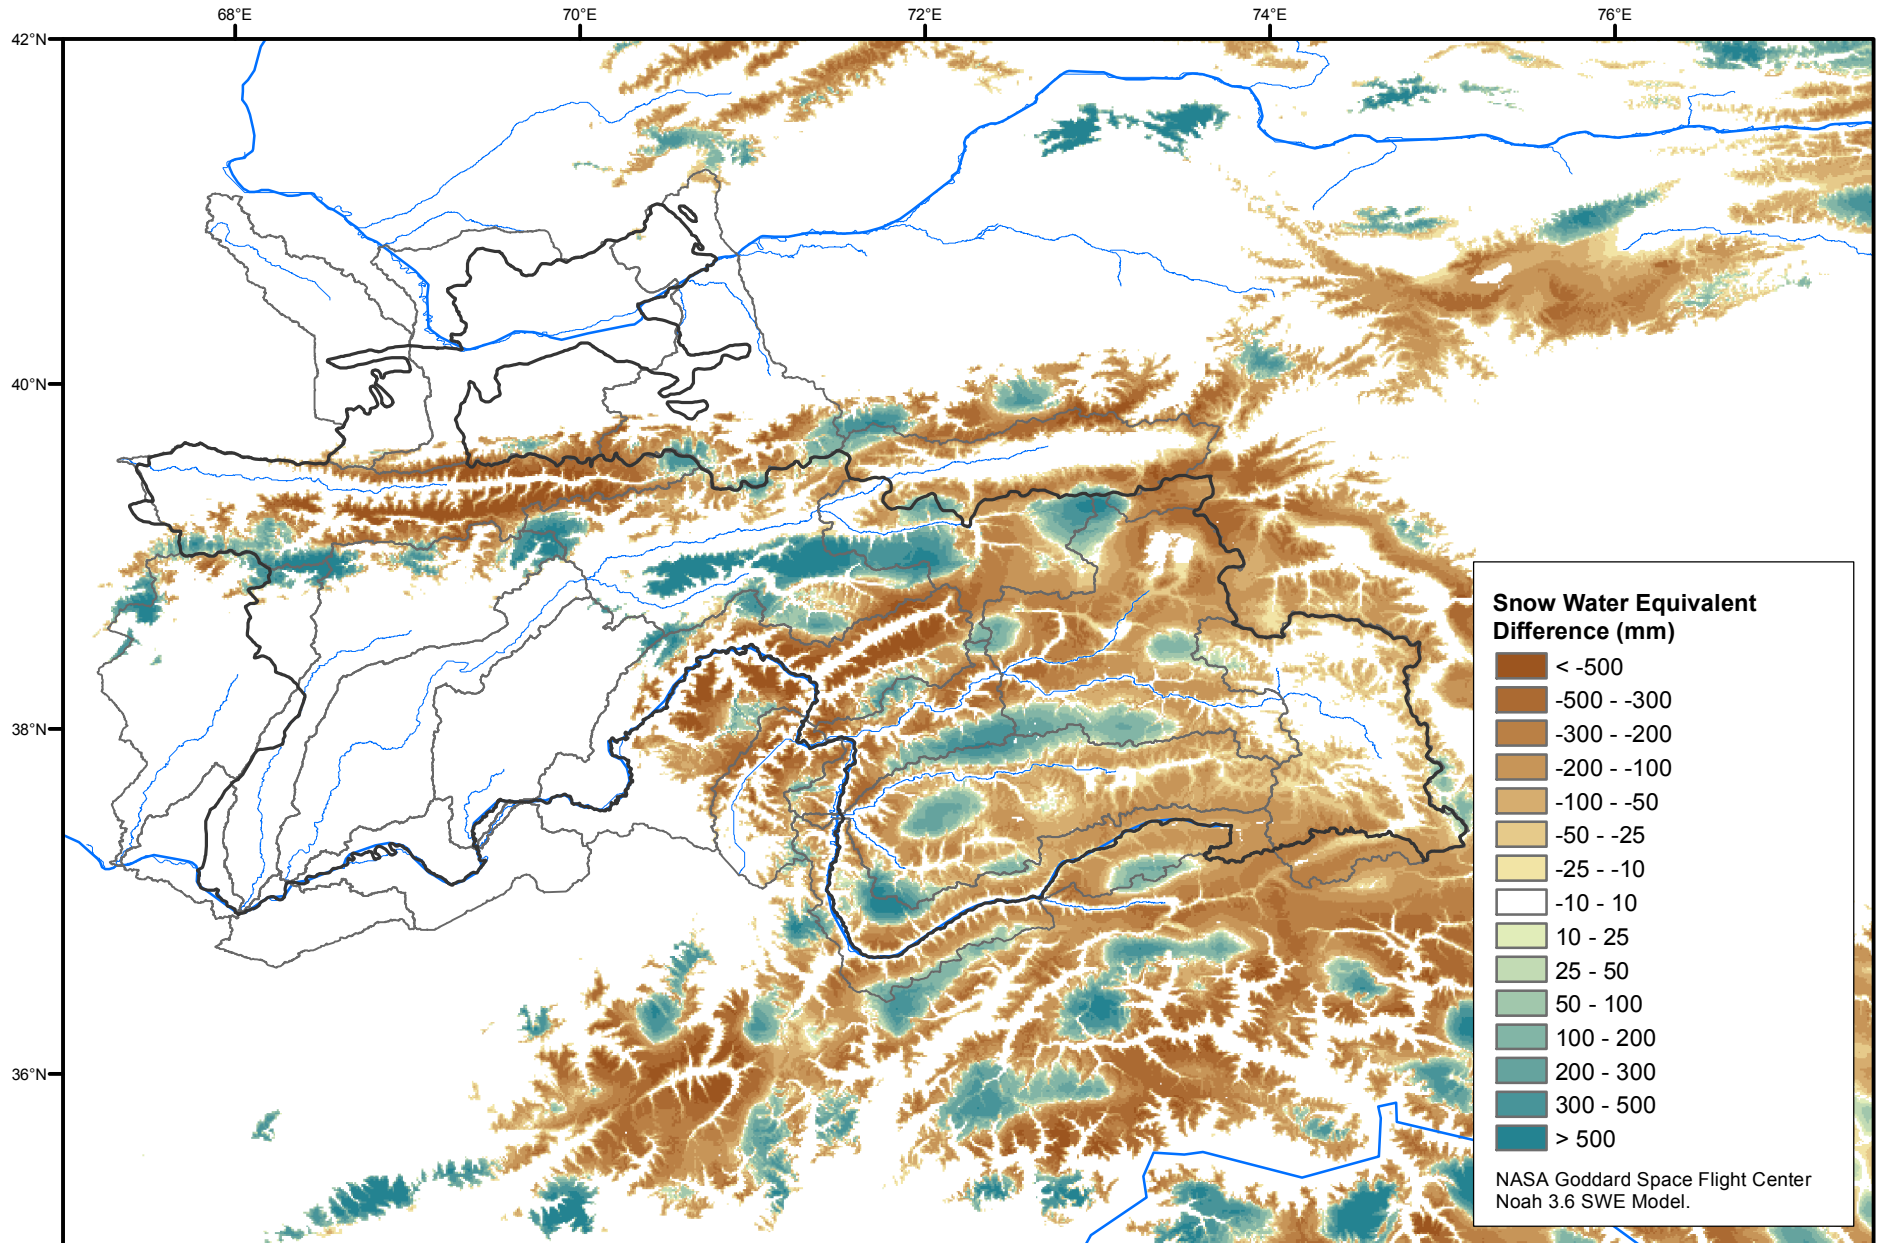 68°E
70°E
72°E
74°E
76°E
42°N
40°N
38°N
36°N
Snow Water Equivalent
Difference (mm)
< -500
-500 - -300
-300 - -200
-200 - -100
-100 - -50
-50 - -25
-25 - -10
-10 - 10
10 - 25
25 - 50
50 - 100
100 - 200
200 - 300
300 - 500
> 500
NASA Goddard Space Flight Center
Noah 3.6 SWE Model.